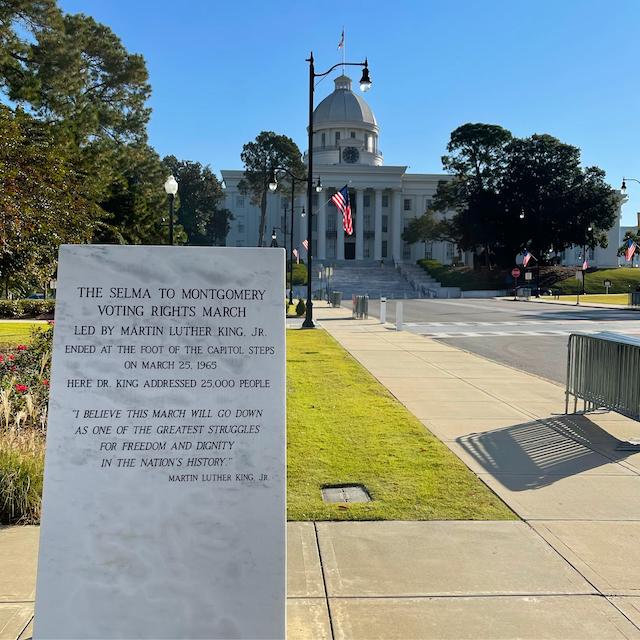 THE SELMA TO MONTGOMERY
VOTING RIGHTS MARCH
LED BY MARTIN LUTHER KING, JR.
ENDED AT THE FOOT OF THE CAPITOL STEPS
ON MARCH 25, 1965
HERE DR. KING ADDRESSED 25,000 PEOPLE
"I BELIEVE THIS MARCH WILL GO DOWN
AS ONE OF THE GREATEST STRUGGLES
FOR FREEDOM AND DIGNITY
IN THE NATION'S HISTORY."
MARTIN LUTHER KING, JR.